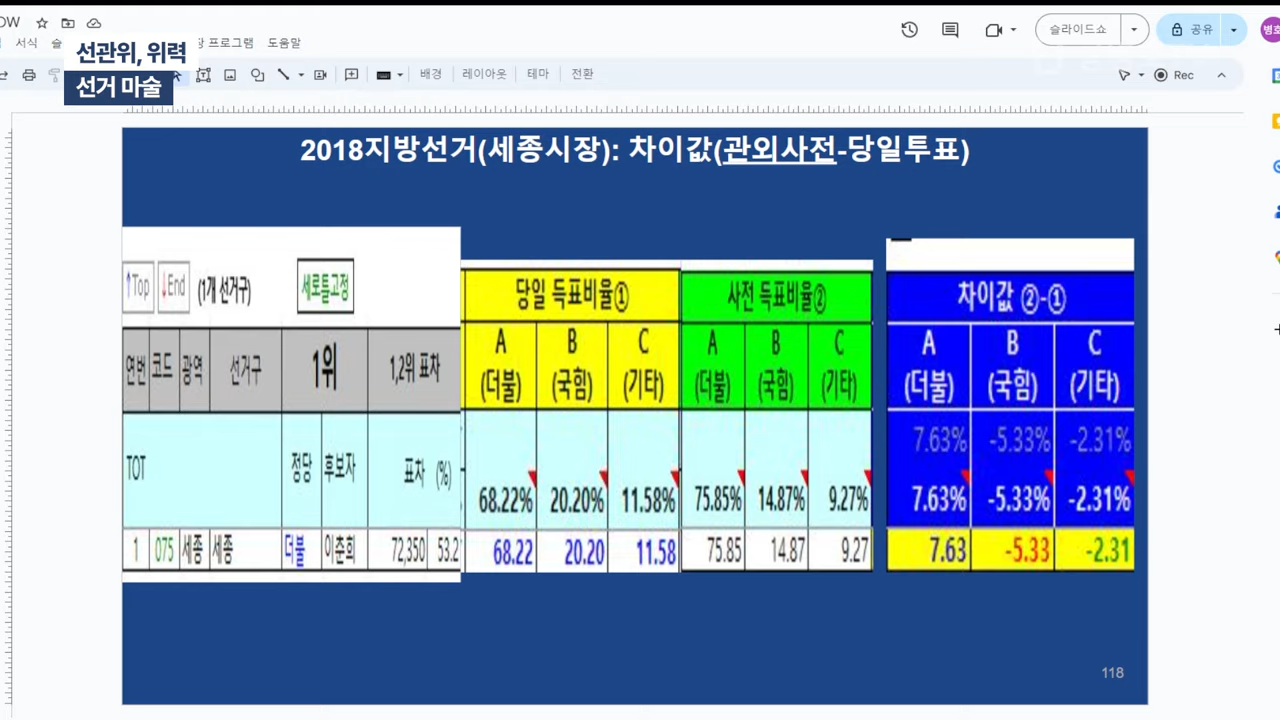 OW
서식
슬
당 프로그램
도움말
선관위, 위력
선거 마술
슬라이드쇼
공유
병호
배경
레이아웃
테마
전환
Rec
2018지방선거(세종시장): 차이값(관외사전-당일투표)
↑Top
↓End
(1개 선거구)
세로틀고정
연번 코드 광역 선거구 1위 1,2위 표차
당일 득표비율①
A (더불) B (국힘) C (기타)
사전 득표비율②
A (더불) B (국힘) C (기타)
차이값 ②-①
A (더불) B (국힘) C (기타)
7.63% -5.33% -2.31%
TOT 정당 후보자 표차 (%) 68.22% 20.20% 11.58% 75.85% 14.87% 9.27% 7.63% -5.33% -2.31%
1 075 세종 세종 더불 이춘희 72,350 53.2 68.22 20.20 11.58 75.85 14.87 9.27 7.63 -5.33 -2.31
118